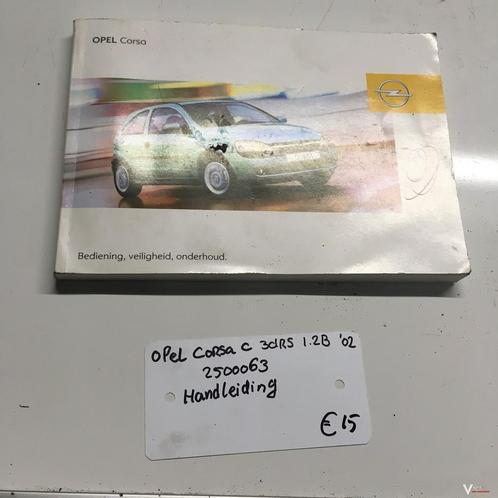 OPEL Corsa
Bediening, veiligheid, onderhoud.
OPel Corsa C 3dRS 1.2B '02
2500063
Handleiding
€15